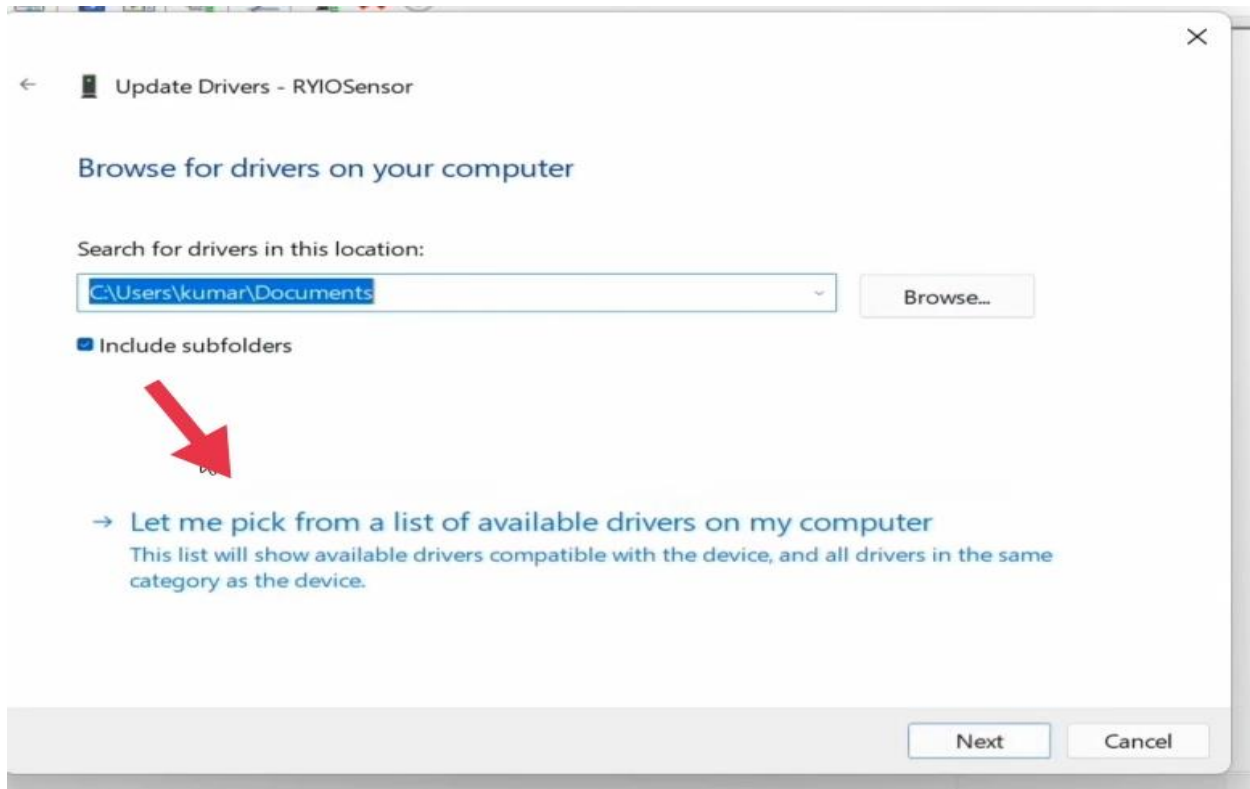 Update Drivers - RYIOSensor
Browse for drivers on your computer
Search for drivers in this location:
C:\Users\kumar\Documents
Browse...
Include subfolders
Let me pick from a list of available drivers on my computer
This list will show available drivers compatible with the device, and all drivers in the same
category as the device.
Next
Cancel